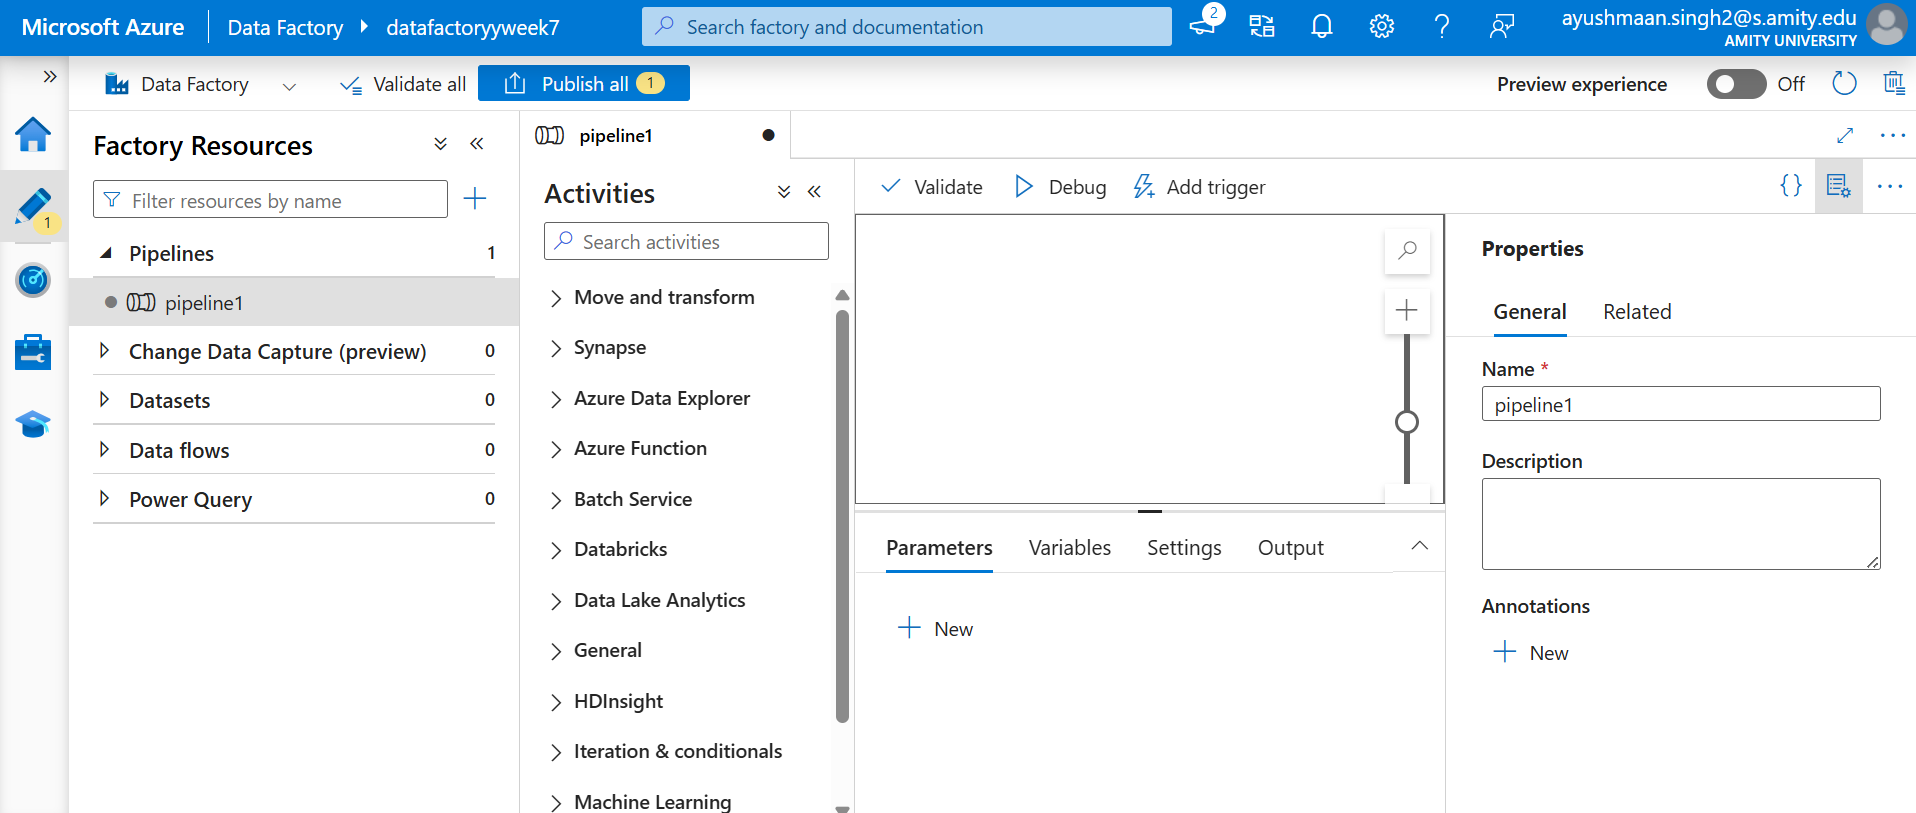 Microsoft Azure
Data Factory
datafactoryyweek7
Search factory and documentation
2
ayushmaan.singh2@s.amity.edu
AMITY UNIVERSITY
Data Factory
Validate all
Publish all
1
Preview experience
Off
1
Factory Resources
Filter resources by name
Pipelines
1
pipeline1
Change Data Capture (preview)
0
Datasets
0
Data flows
0
Power Query
0
pipeline1
Activities
Search activities
Move and transform
Synapse
Azure Data Explorer
Azure Function
Batch Service
Databricks
Data Lake Analytics
General
HDInsight
Iteration & conditionals
Machine Learning
Validate
Debug
Add trigger
{}
Parameters
Variables
Settings
Output
New
Properties
General
Related
Name *
pipeline1
Description
Annotations
New